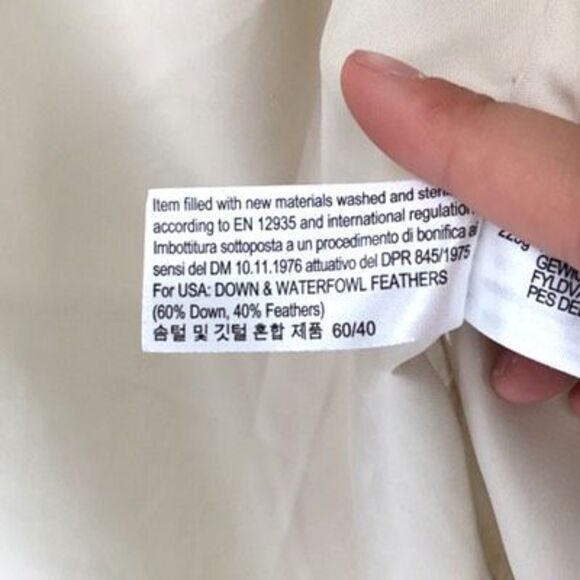 Item filled with new materials washed and
according to EN 12935 and international
Imbottitura sottoposta a un procedimento di bonifica ai
sensi del DM 10.11.1976 attuativo del DPR 845/1975
For USA: DOWN & WATERFOWL FEATHERS
(60% Down, 40% Feathers)
솜털 및 깃털 혼합 제품 60/40
PES